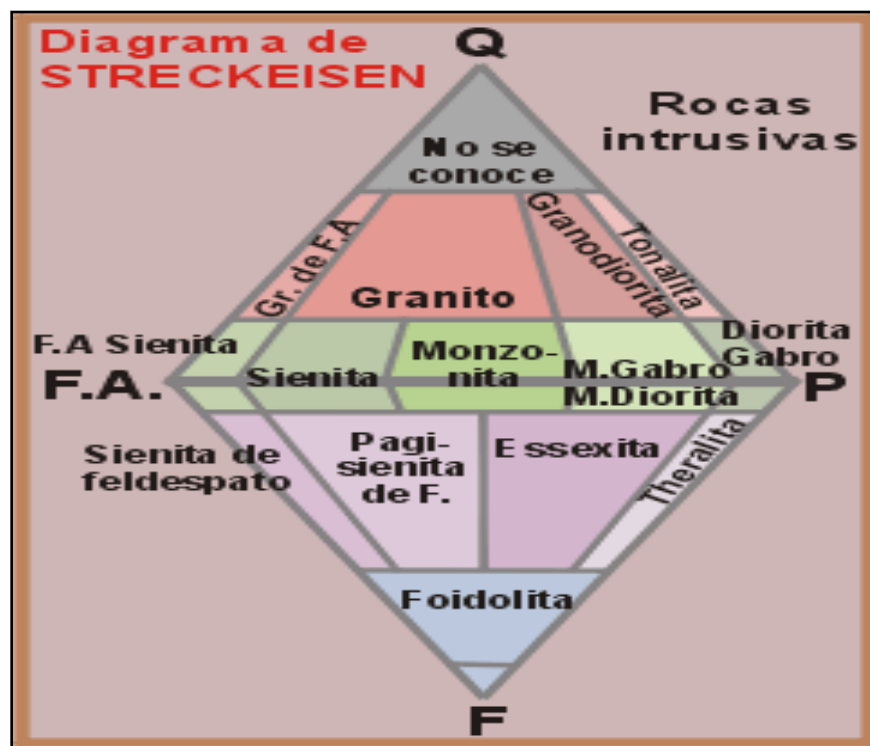 Diagrama de
STRECKEISEN
Q
Rocas
intrusivas
No se
conoce
Gr. de F.A
Granito
Granodiorita
Tonalita
F.A Sienita
Sienita
Monzo-
nita
M.Gabro
M.Diorita
Diorita
Gabro
F.A.
P
Sienita de
feldespato
Pagi-
sienita
de F.
Essexita
Theralita
Foidolita
F